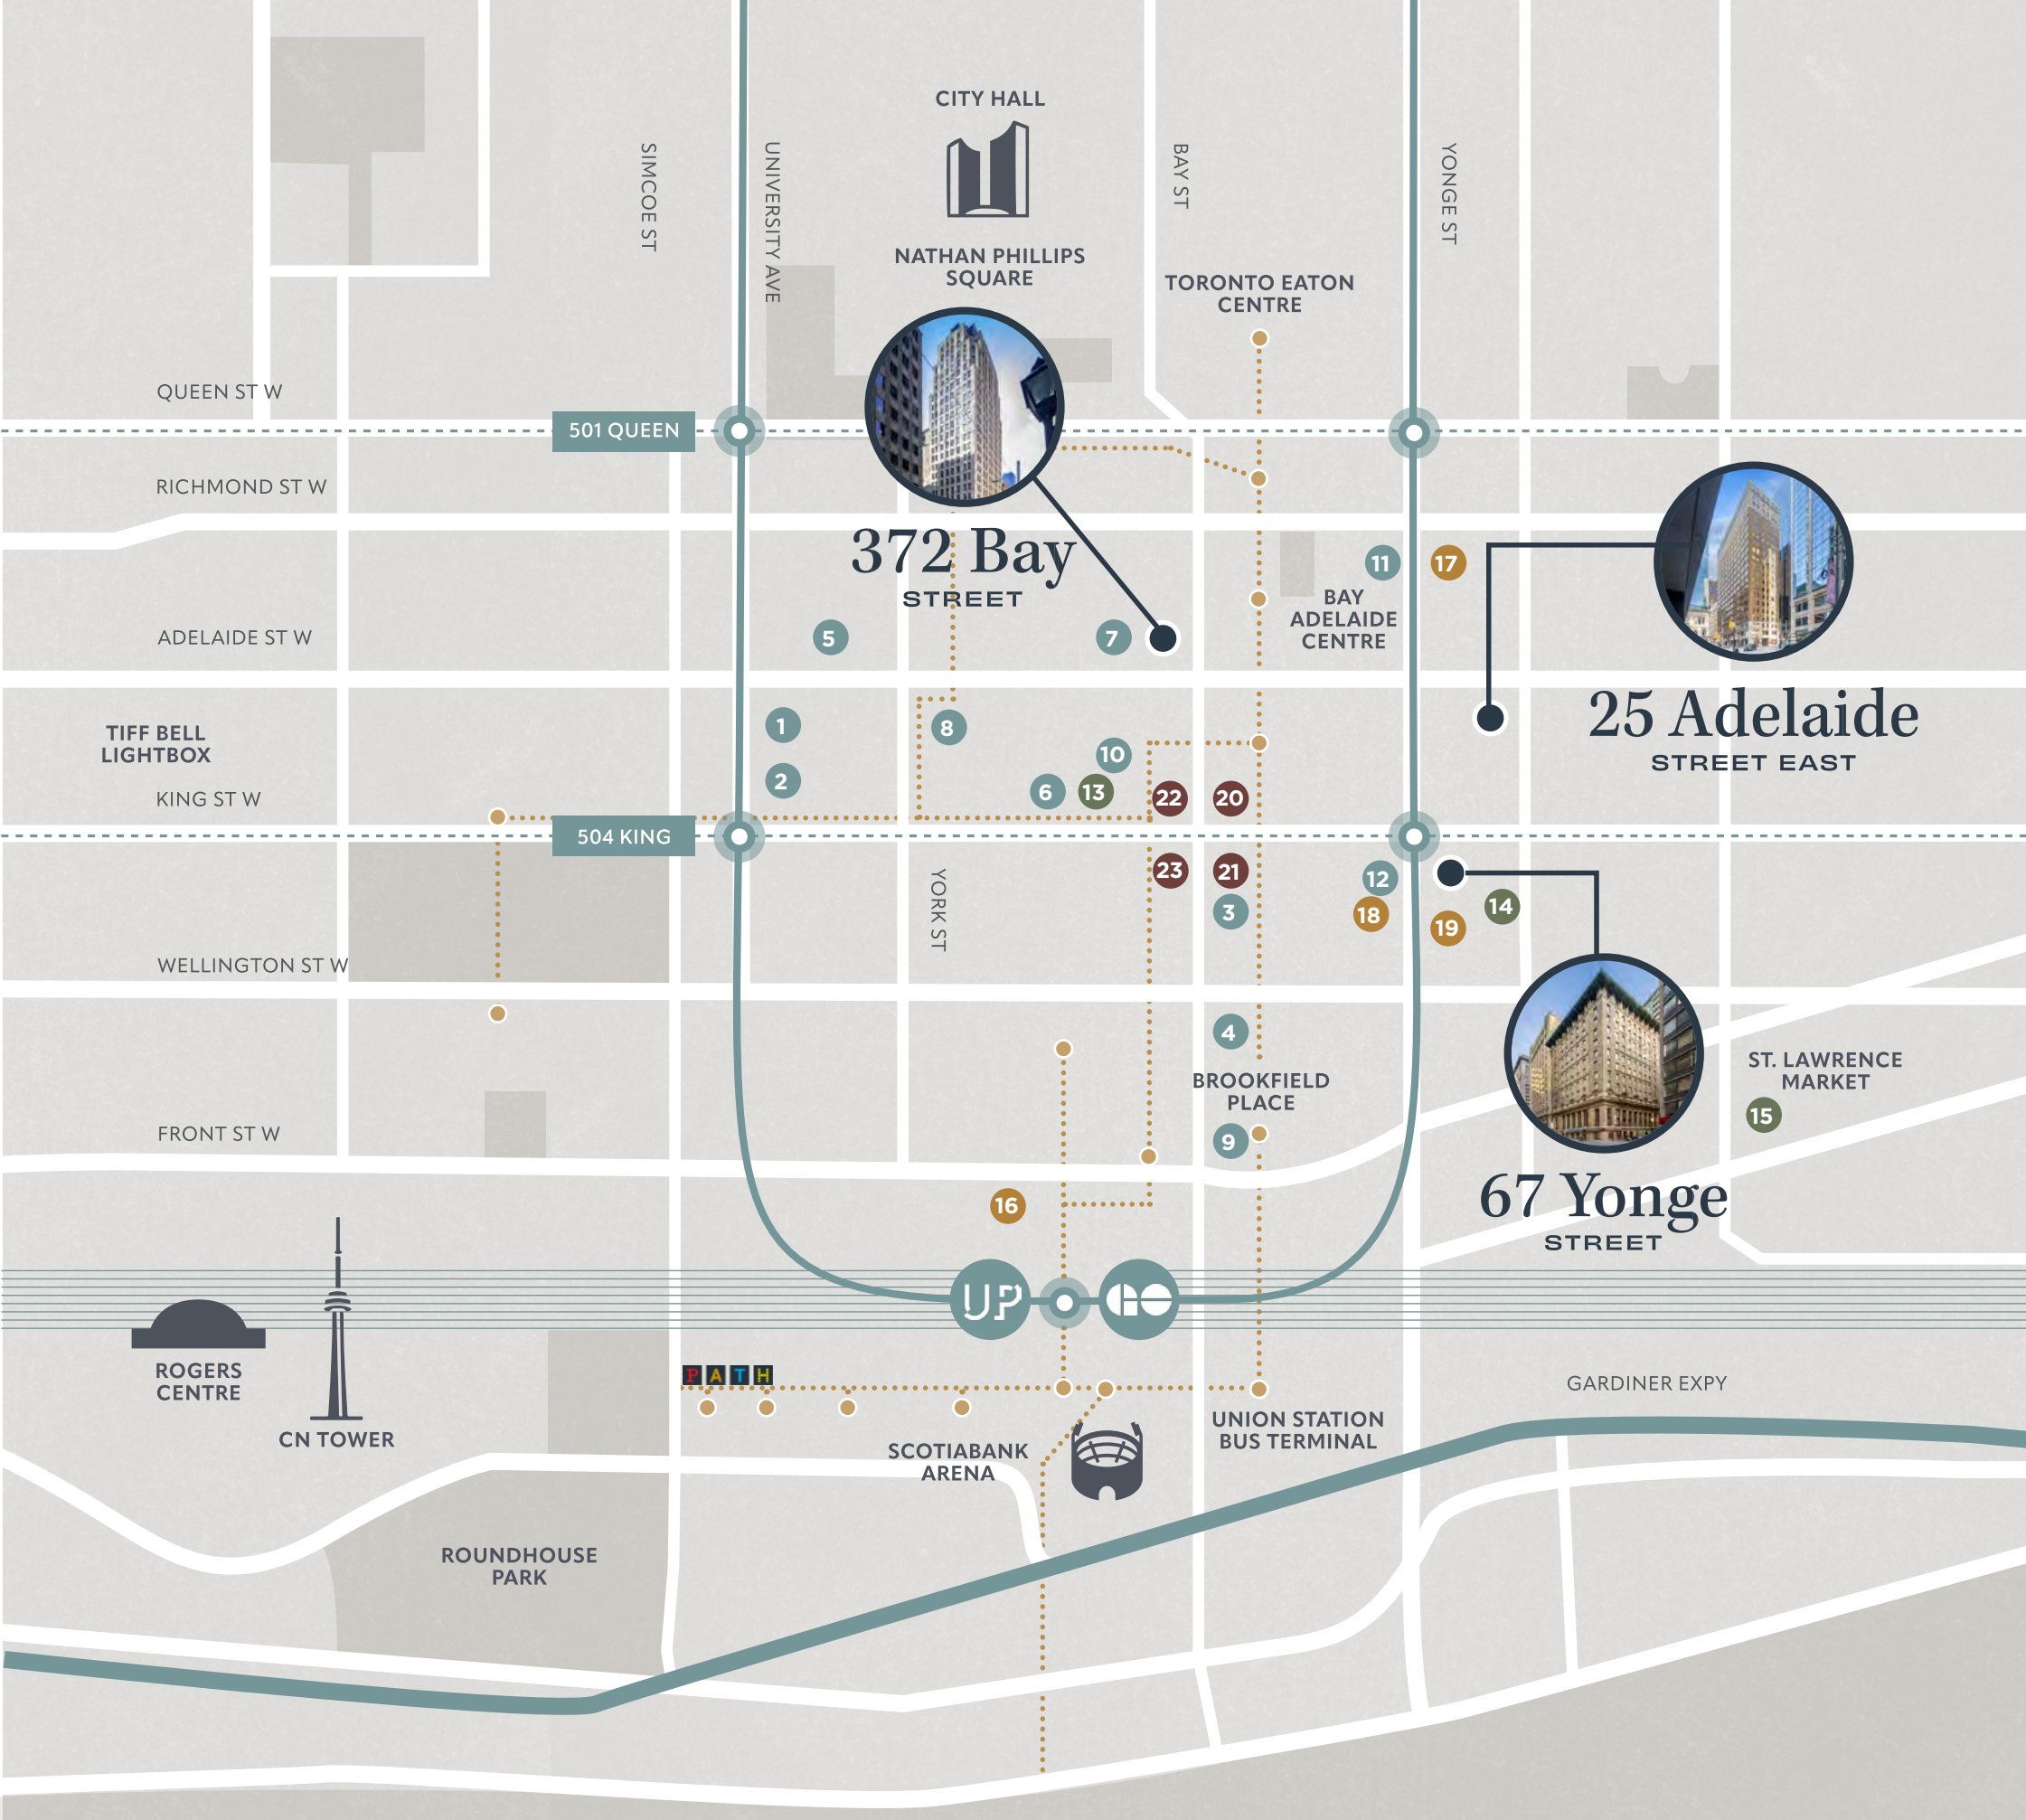 CITY HALL
SIMCOE ST
UNIVERSITY AVE
BAY ST
YONGE ST
NATHAN PHILLIPS
SQUARE
TORONTO EATON
CENTRE
QUEEN ST W
501 QUEEN
RICHMOND ST W
372 Bay
STREET
11
17
BAY
ADELAIDE
CENTRE
ADELAIDE ST W
5
7
25 Adelaide
STREET EAST
TIFF BELL
LIGHTBOX
1
8
10
2
6
13
22
20
KING ST W
504 KING
YORK ST
23
21
12
3
18
14
19
WELLINGTON ST W
4
BROOKFIELD
PLACE
ST. LAWRENCE
MARKET
15
FRONT ST W
9
16
67 Yonge
STREET
UP
GO
ROGERS
CENTRE
PATH
GARDINER EXPY
CN TOWER
SCOTIABANK
ARENA
UNION STATION
BUS TERMINAL
ROUNDHOUSE
PARK